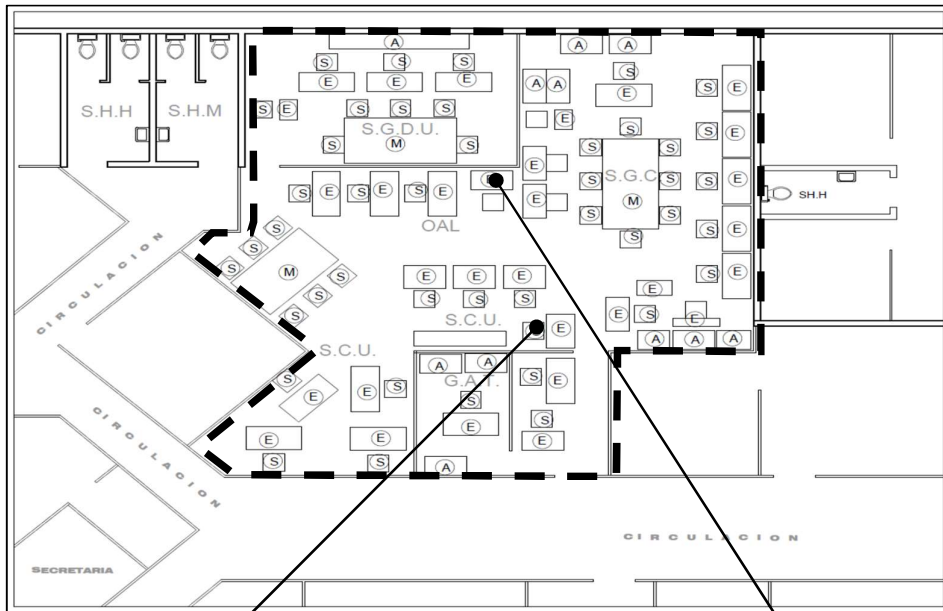 A A A
S S S S
E E E A A E S E
S.H.H S.H.M S E S S S E
S.G.D.U. S S E
S M S S S
E S.G.C
S E S E S E E S S S E
E M SH.H
S S S E
OAL S
S S
CIRCULACION
S M S E E E S E
S S S S E
S E S E
S.C.U. S E
S.C.U. A A A
A A
G.A.T.
S E S S E
E S
E E E S E
S S A
CIRCULACION
CIRCULACION
SECRETARIA